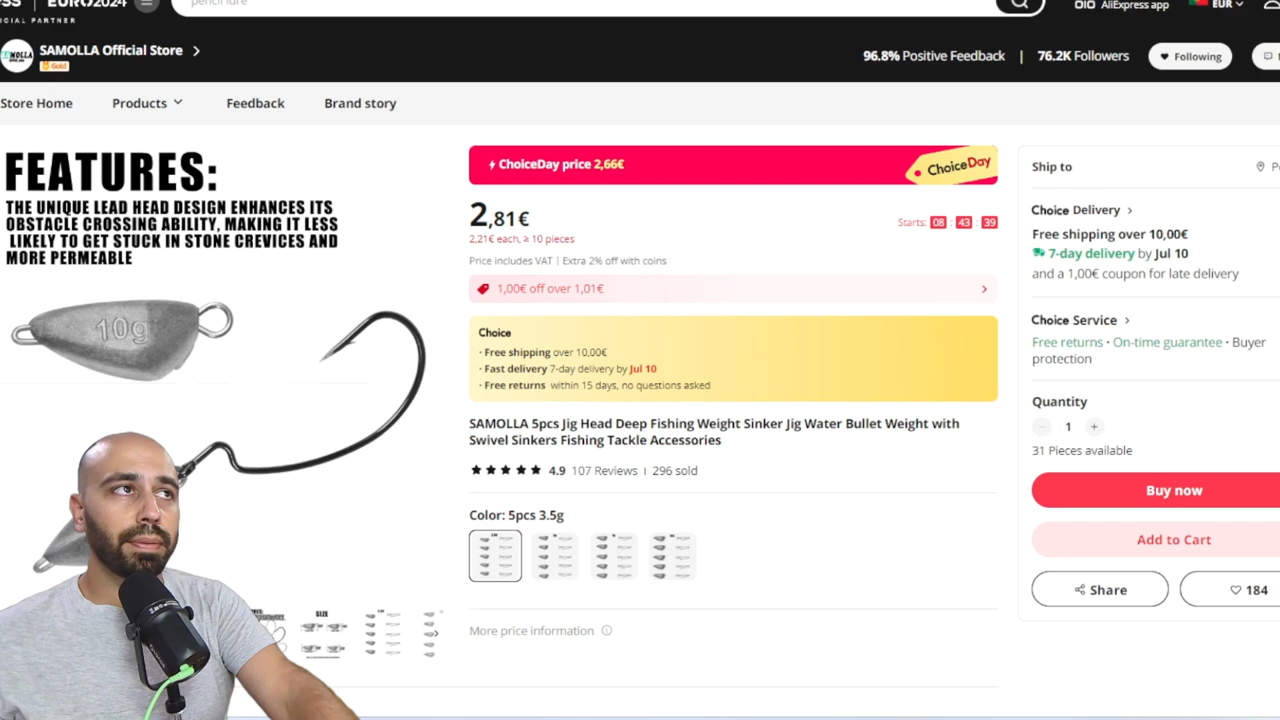 EURO2024
CIAL PARTNER
pencil lure
AliExpress app
EUR
SAMOLLA Official Store
Gold
96.8% Positive Feedback | 76.2K Followers
Following
Store Home
Products
Feedback
Brand story
FEATURES:
THE UNIQUE LEAD HEAD DESIGN ENHANCES ITS
OBSTACLE CROSSING ABILITY, MAKING IT LESS
LIKELY TO GET STUCK IN STONE CREVICES AND
MORE PERMEABLE
10g
SIZE
ChoiceDay price 2,66€
ChoiceDay
2,81€
Starts: 08 : 43 : 39
2,21€ each, ≥ 10 pieces
Price includes VAT | Extra 2% off with coins
1,00€ off over 1,01€
Choice
· Free shipping over 10,00€
· Fast delivery 7-day delivery by Jul 10
· Free returns within 15 days, no questions asked
SAMOLLA 5pcs Jig Head Deep Fishing Weight Sinker Jig Water Bullet Weight with
Swivel Sinkers Fishing Tackle Accessories
4.9 107 Reviews | 296 sold
Color: 5pcs 3.5g
More price information
Ship to
Choice Delivery
Free shipping over 10,00€
7-day delivery by Jul 10
and a 1,00€ coupon for late delivery
Choice Service
Free returns · On-time guarantee · Buyer
protection
Quantity
1
31 Pieces available
Buy now
Add to Cart
Share
184